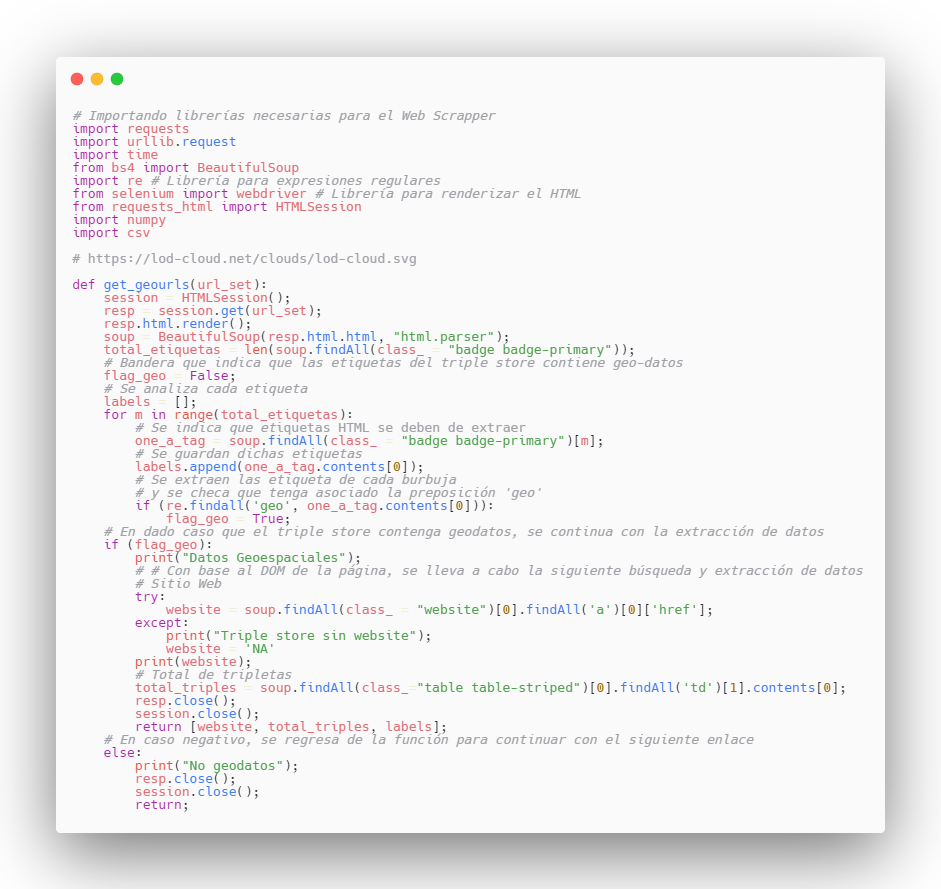 # Importando librerías necesarias para el Web Scrapper
import requests
import urllib.request
import time
from bs4 import BeautifulSoup
import re # Librería para expresiones regulares
from selenium import webdriver # Librería para renderizar el HTML
from requests_html import HTMLSession
import numpy
import csv

# https://lod-cloud.net/clouds/lod-cloud.svg

def get_geourls(url_set):
    session = HTMLSession();
    resp = session.get(url_set);
    resp.html.render();
    soup = BeautifulSoup(resp.html.html, "html.parser");
    total_etiquetas = len(soup.findAll(class_ = "badge badge-primary"));
    # Bandera que indica que las etiquetas del triple store contiene geo-datos
    flag_geo = False;
    # Se analiza cada etiqueta
    labels = [];
    for m in range(total_etiquetas):
        # Se indica que etiquetas HTML se deben de extraer
        one_a_tag = soup.findAll(class_ = "badge badge-primary")[m];
        # Se guardan dichas etiquetas
        labels.append(one_a_tag.contents[0]);
        # Se extraen las etiqueta de cada burbuja
        # y se checa que tenga asociado la preposición 'geo'
        if (re.findall('geo', one_a_tag.contents[0])):
            flag_geo = True;
    # En dado caso que el triple store contenga geodatos, se continua con la extracción de datos
    if (flag_geo):
        print("Datos Geoespaciales");
        # # Con base al DOM de la página, se lleva a cabo la siguiente búsqueda y extracción de datos
        # Sitio Web
        try:
            website = soup.findAll(class_ = "website")[0].findAll('a')[0]['href'];
        except:
            print("Triple store sin website");
            website = 'NA'
        print(website);
        # Total de tripletas
        total_triples = soup.findAll(class_="table table-striped")[0].findAll('td')[1].contents[0];
        resp.close();
        session.close();
        return [website, total_triples, labels];
    # En caso negativo, se regresa de la función para continuar con el siguiente enlace
    else:
        print("No geodatos");
        resp.close();
        session.close();
        return;